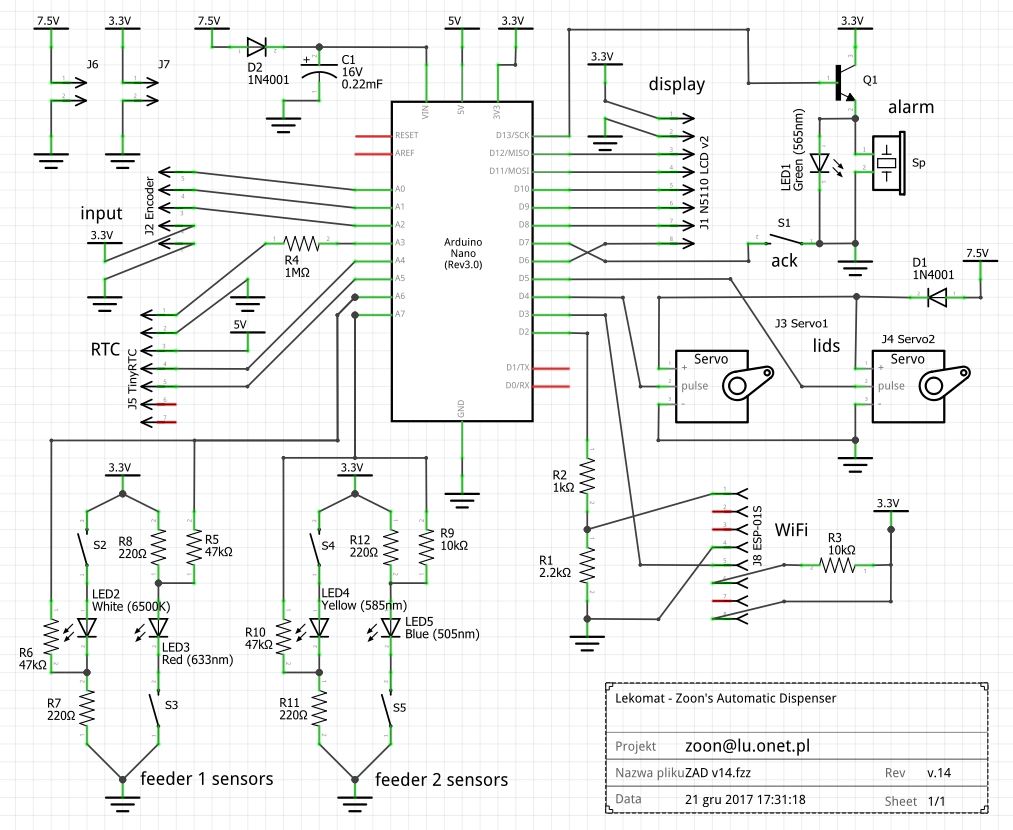 7.5V
3.3V
7.5V
5V
3.3V
3.3V
J6
J7
D2
1N4001
C1
16V
0.22mF
3.3V
display
Q1
alarm
VIN
5V
3V3
RESET
AREF
A0
A1
A2
A3
A4
A5
A6
A7
Arduino
Nano
(Rev3.0)
D13/SCK
D12/MISO
D11/MOSI
D10
D9
D8
D7
D6
D5
D4
D3
D2
D1/TX
D0/RX
GND
J1 N5110 LCD v2
LED1
Green (565nm)
Sp
S1
ack
J2 Encoder
input
3.3V
R4
1MΩ
5V
RTC
J5 TinyRTC
D1
1N4001
7.5V
J3 Servo1
lids
J4 Servo2
Servo
+
pulse
-
Servo
+
pulse
-
3.3V
S2
R8
220Ω
R5
47kΩ
LED2
White (6500K)
R6
47kΩ
LED3
Red (633nm)
R7
220Ω
S3
feeder 1 sensors
3.3V
S4
R12
220Ω
R9
10kΩ
LED4
Yellow (585nm)
R10
47kΩ
LED5
Blue (505nm)
R11
220Ω
S5
feeder 2 sensors
R2
1kΩ
R1
2.2kΩ
J8 ESP-01S
WiFi
3.3V
R3
10kΩ
Lekomat - Zoon's Automatic Dispenser
Projekt zoon@lu.onet.pl
Nazwa pliku ZAD v14.fzz Rev v.14
Data 21 gru 2017 17:31:18 Sheet 1/1